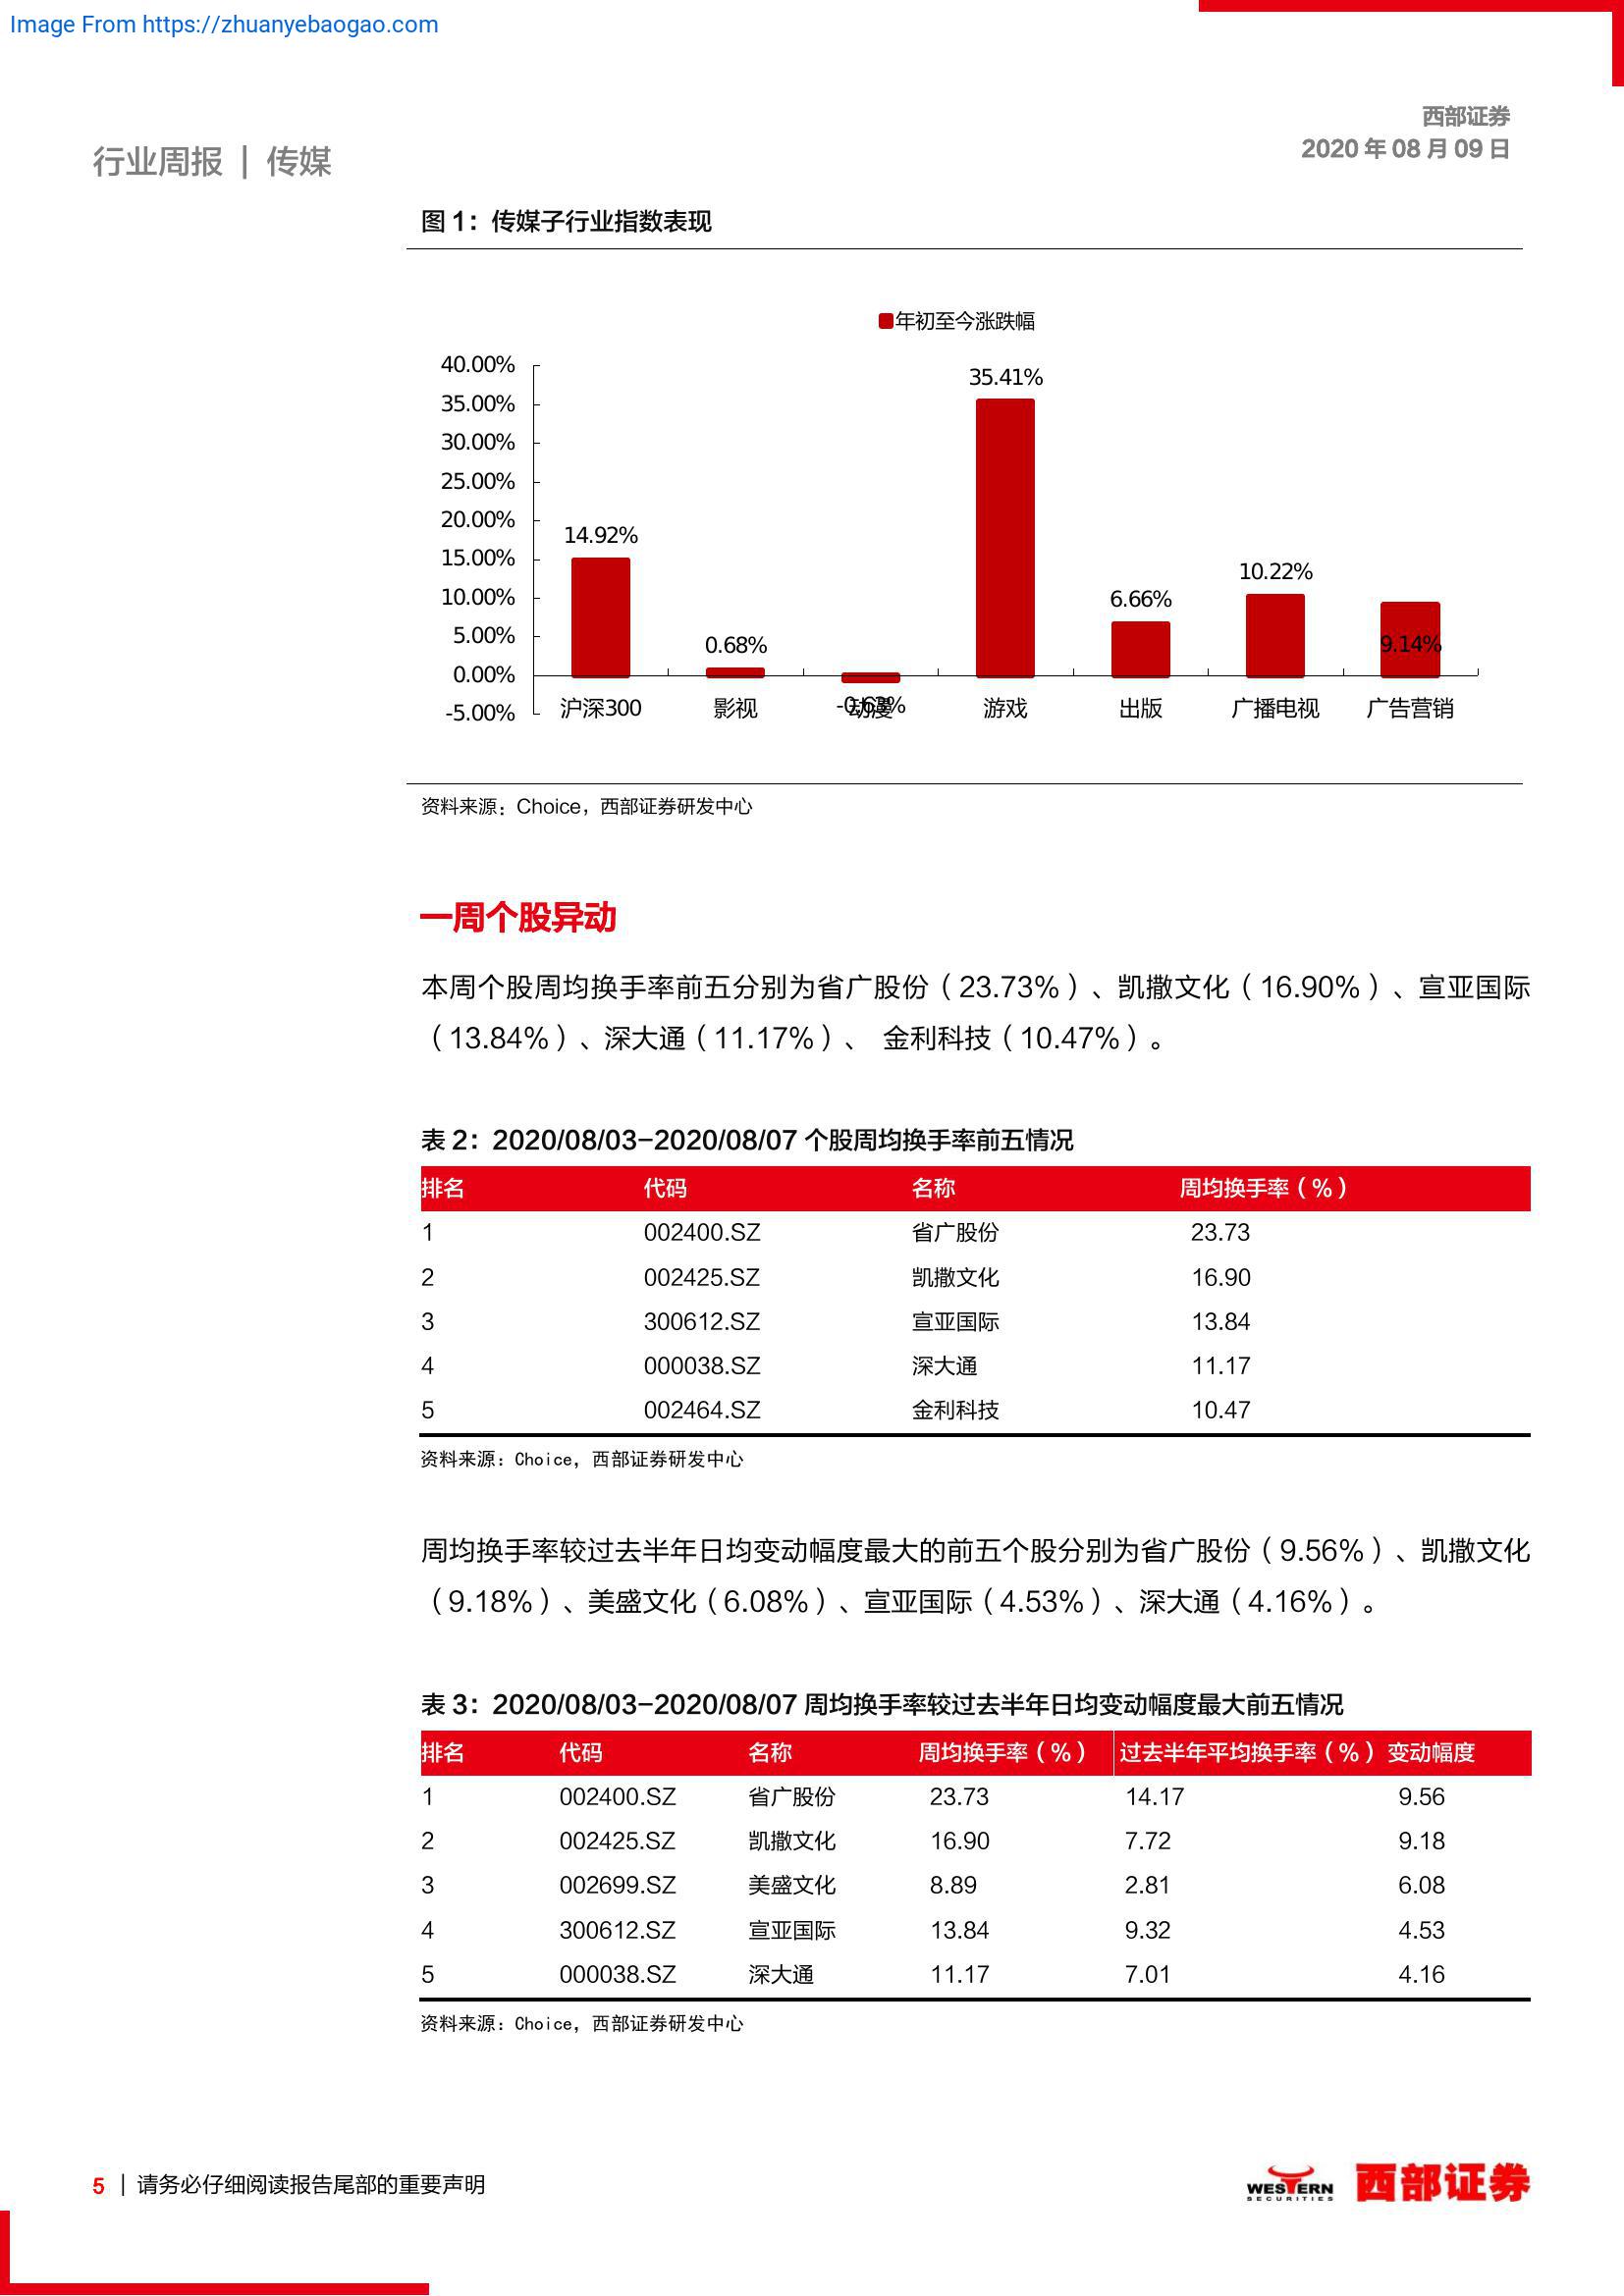 Image From https://zhuanyebaogao.com
西部证券
2020 年 08 月 09 日
行业周报 | 传媒
图 1：传媒子行业指数表现
年初至今涨跌幅
40.00%
35.00%
30.00%
25.00%
20.00%
15.00%
10.00%
5.00%
0.00%
-5.00%
14.92%
0.68%
-0.63%
35.41%
6.66%
10.22%
9.14%
沪深300 影视 动漫 游戏 出版 广播电视 广告营销
资料来源：Choice，西部证券研发中心
一周个股异动
本周个股周均换手率前五分别为省广股份（23.73%）、凯撒文化（16.90%）、宣亚国际
（13.84%）、深大通（11.17%）、 金利科技（10.47%）。
表 2：2020/08/03-2020/08/07 个股周均换手率前五情况
排名 代码 名称 周均换手率（%）
1 002400.SZ 省广股份 23.73
2 002425.SZ 凯撒文化 16.90
3 300612.SZ 宣亚国际 13.84
4 000038.SZ 深大通 11.17
5 002464.SZ 金利科技 10.47
资料来源：Choice，西部证券研发中心
周均换手率较过去半年日均变动幅度最大的前五个股分别为省广股份（9.56%）、凯撒文化
（9.18%）、美盛文化（6.08%）、宣亚国际（4.53%）、深大通（4.16%）。
表 3：2020/08/03-2020/08/07 周均换手率较过去半年日均变动幅度最大前五情况
排名 代码 名称 周均换手率（%） 过去半年平均换手率（%） 变动幅度
1 002400.SZ 省广股份 23.73 14.17 9.56
2 002425.SZ 凯撒文化 16.90 7.72 9.18
3 002699.SZ 美盛文化 8.89 2.81 6.08
4 300612.SZ 宣亚国际 13.84 9.32 4.53
5 000038.SZ 深大通 11.17 7.01 4.16
资料来源：Choice，西部证券研发中心
5 | 请务必仔细阅读报告尾部的重要声明
WESTERN
SECURITIES
西部证券